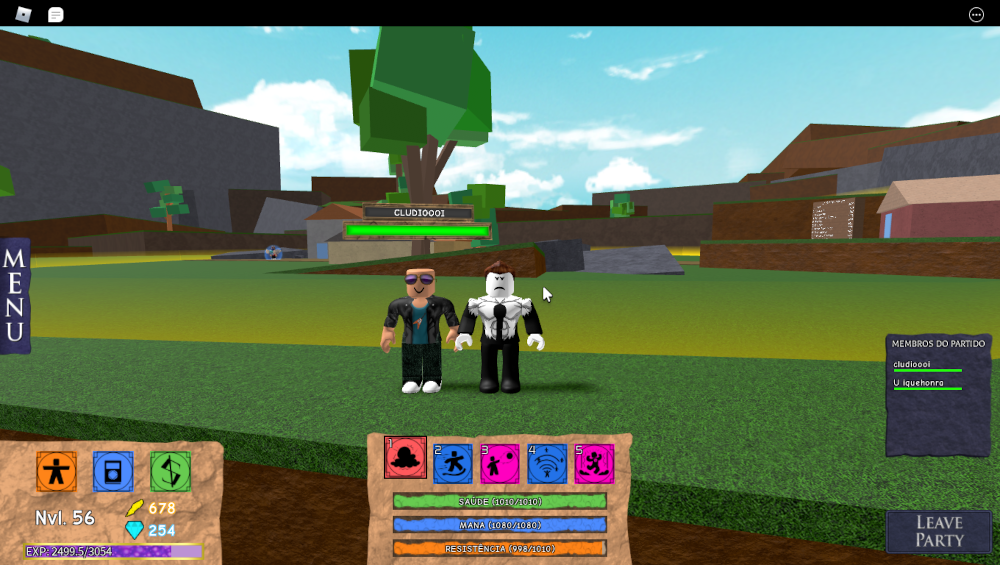 CLUDIOOOI
MENU
MEMBROS DO PARTIDO
cludioooi
U_iquehonra
1
2
3
4
5
SAÚDE (1010/1010)
MANA (1080/1080)
RESISTÊNCIA (998/1010)
Nvl. 56
678
254
EXP: 2499.5/3054
LEAVE
PARTY